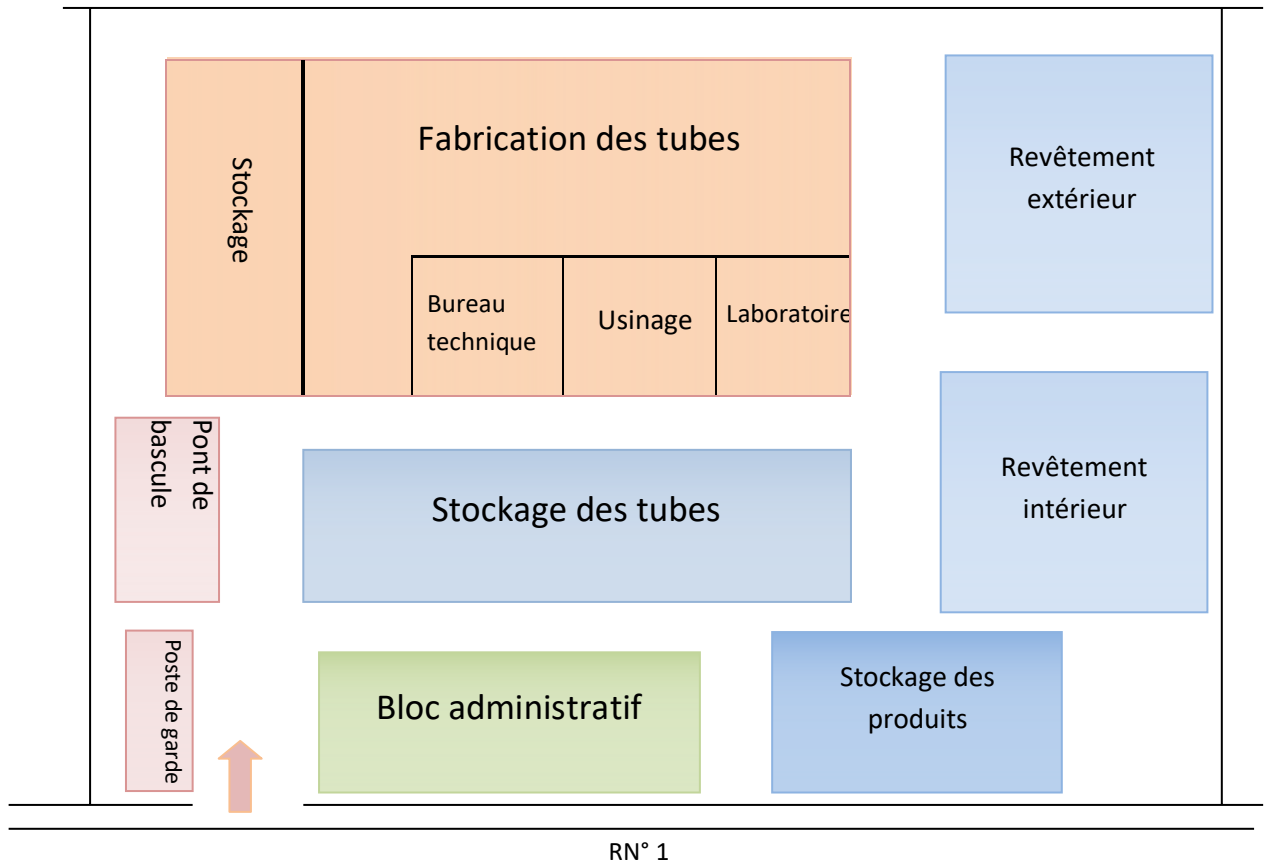 Fabrication des tubes
Stockage
Bureau
technique
Usinage
Laboratoire
Revêtement
extérieur
Pont de
bascule
Stockage des tubes
Revêtement
intérieur
Poste de garde
Bloc administratif
Stockage des
produits
RN° 1